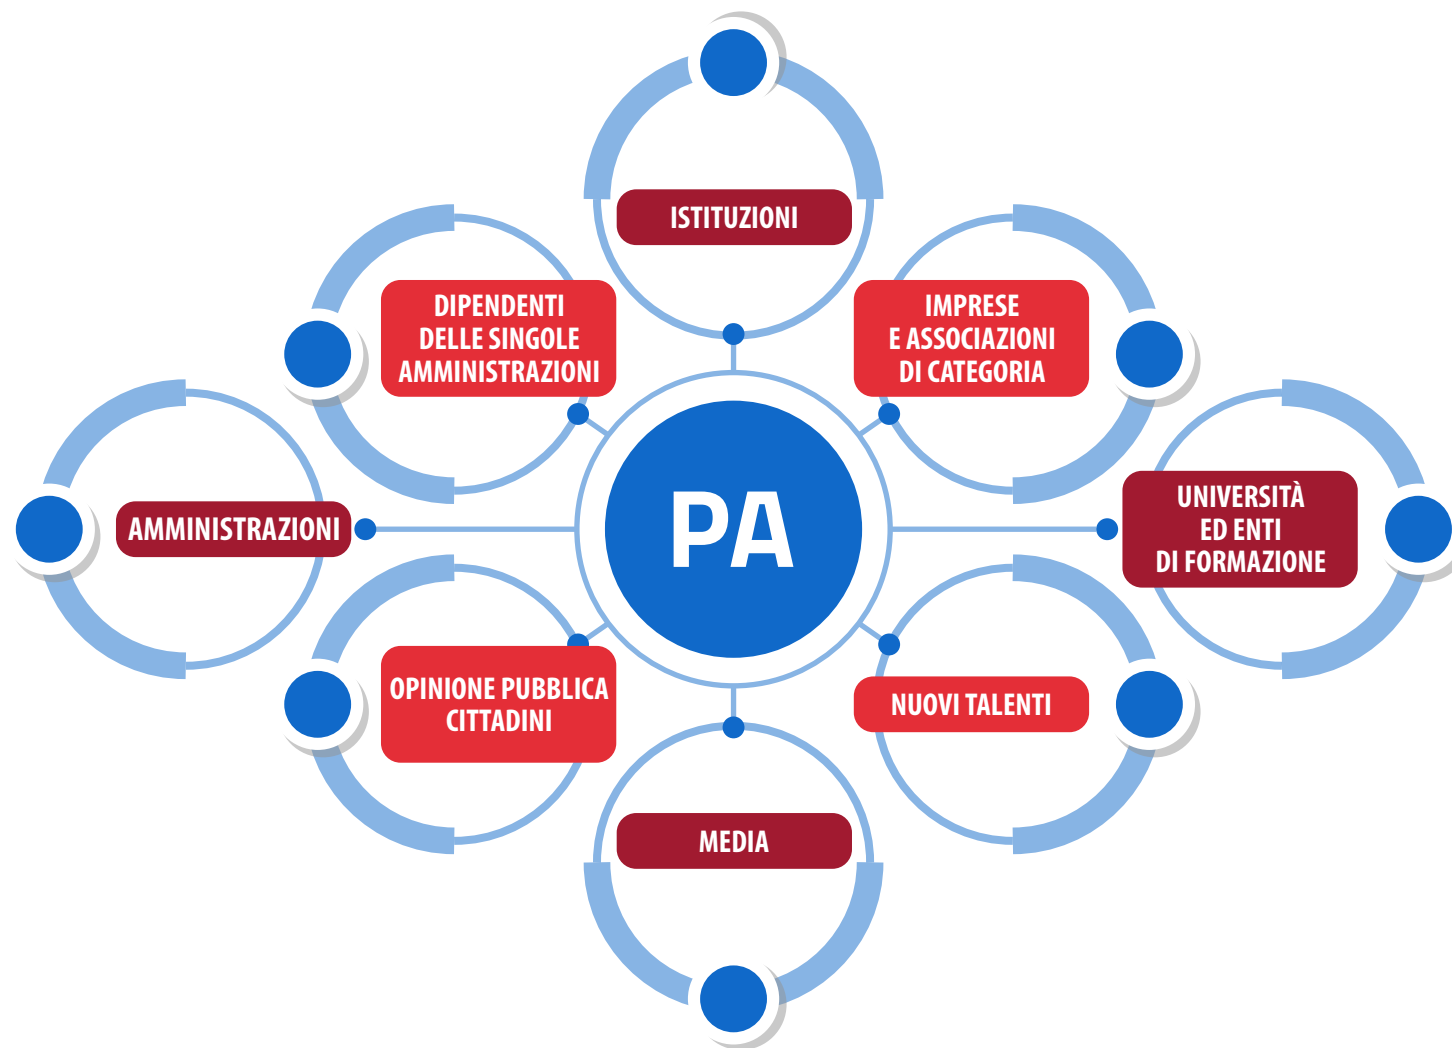 ISTITUZIONI
DIPENDENTI
DELLE SINGOLE
AMMINISTRAZIONI
IMPRESE
E ASSOCIAZIONI
DI CATEGORIA
AMMINISTRAZIONI
PA
UNIVERSITÀ
ED ENTI
DI FORMAZIONE
OPINIONE PUBBLICA
CITTADINI
NUOVI TALENTI
MEDIA